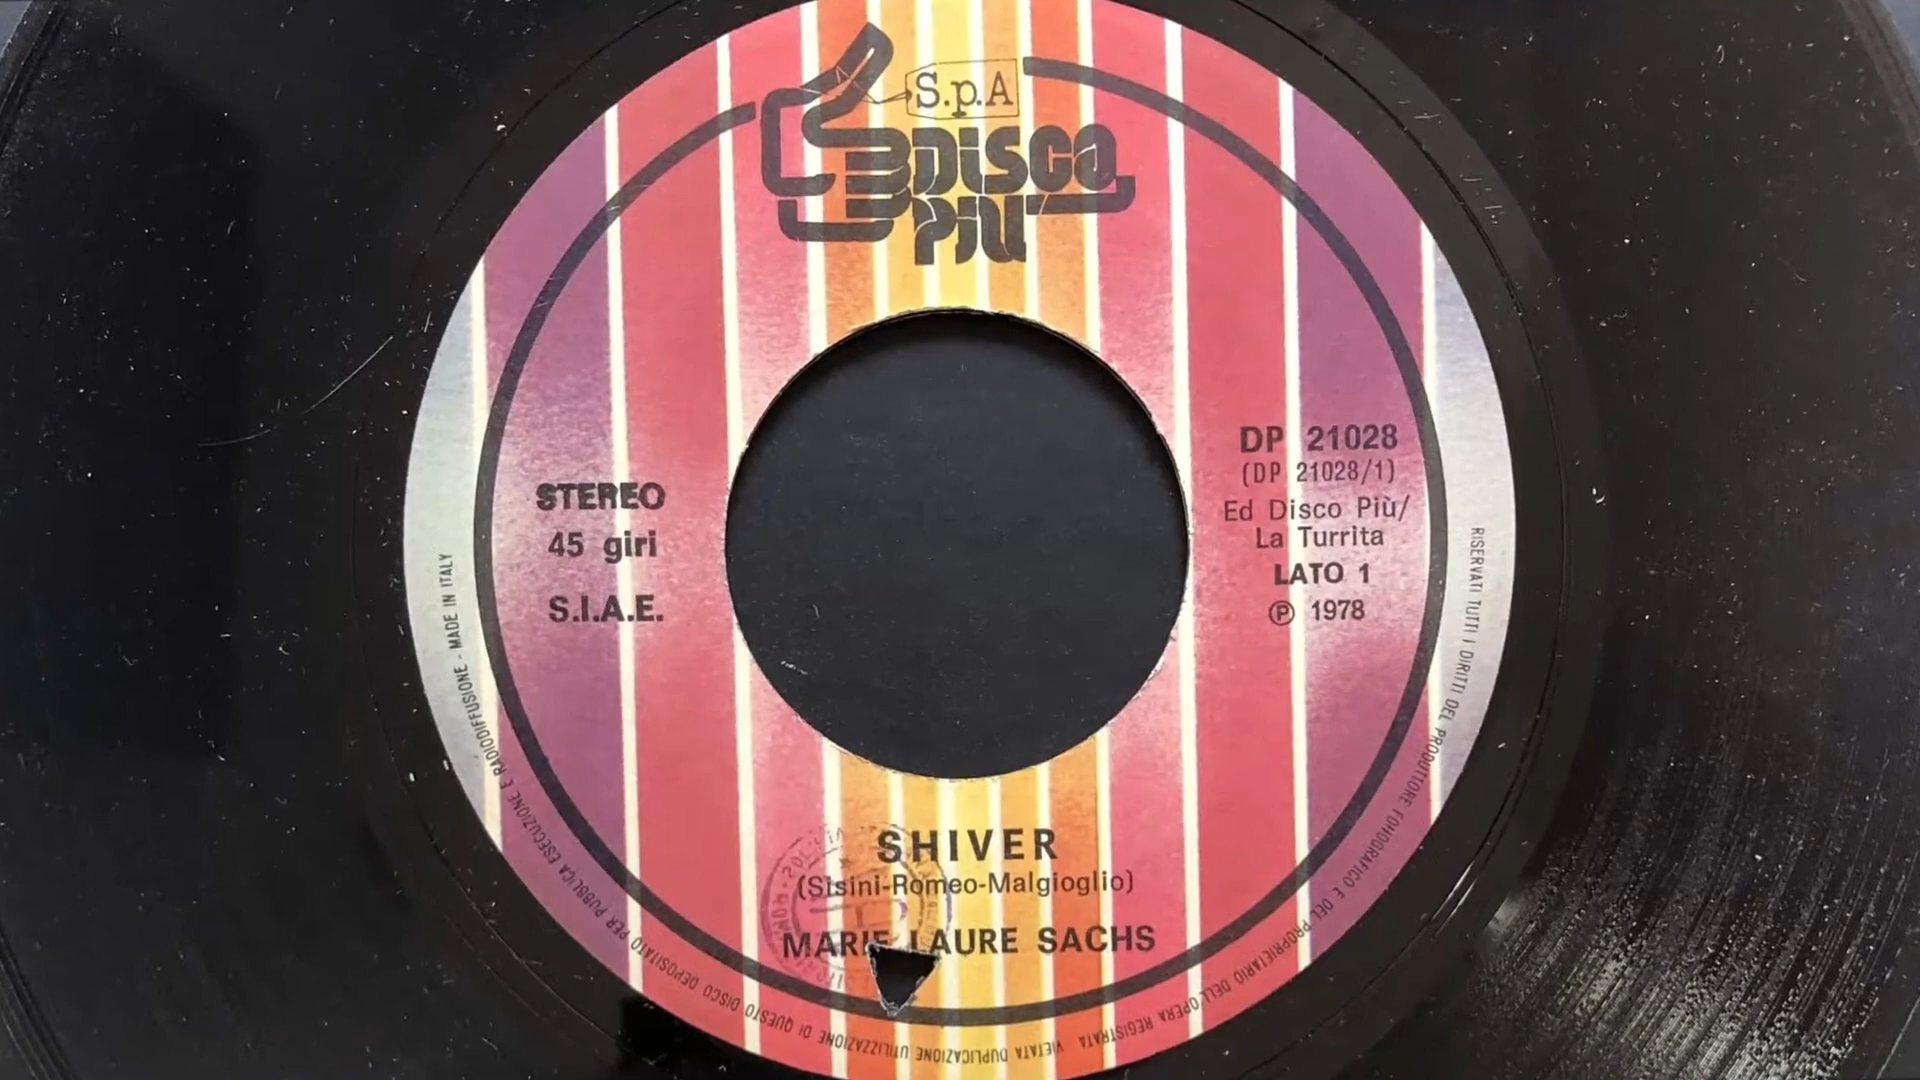 S.p.A
DISCO
PIU'
STEREO
45 giri
S.I.A.E.
DP 21028
(DP 21028/1)
Ed Disco Più/
La Turrita
LATO 1
℗ 1978
SHIVER
(Sisini-Romeo-Malgioglio)
MARIE LAURE SACHS
RISERVATI TUTTI I DIRITTI DEL PRODUTTORE FONOGRAFICO E DEL PROPRIETARIO DELL'OPERA REGISTRATA VIETATA DUPLICAZIONE UTILIZZAZIONE DI QUESTO DISCO DEPOSITATO PER PUBBLICA ESECUZIONE E RADIODIFFUSIONE - MADE IN ITALY